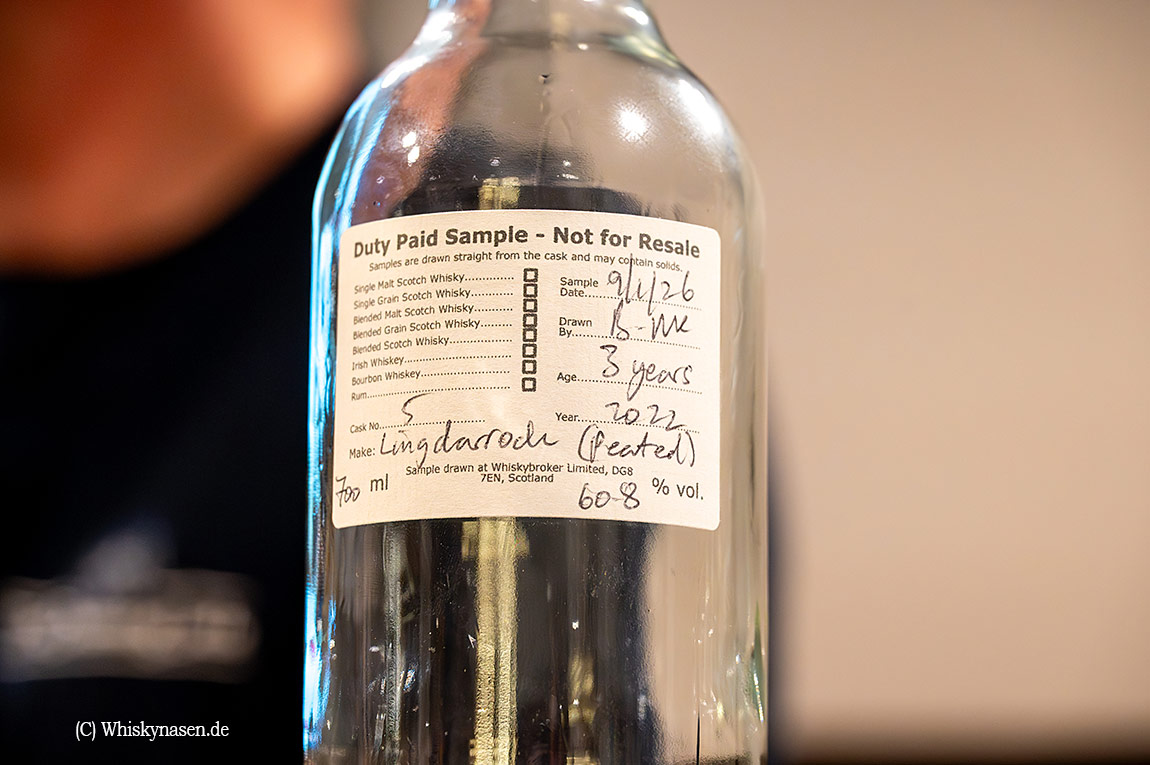 Duty Paid Sample - Not for Resale
Samples are drawn straight from the cask and may contain solids.
Single Malt Scotch Whisky..............
Single Grain Scotch Whisky.............
Blended Malt Scotch Whisky.............
Blended Grain Scotch Whisky.........
Blended Scotch Whisky..................
Irish Whiskey................................
Bourbon Whiskey.........................
Rum..........................................
Sample Date.... 9/1/26
Drawn By.... B-MK
Age.... 3 years
Cask No.... 5
Year.... 2022
Make: Lingdarroch (Peated)
Sample drawn at Whiskybroker Limited, DG8
7EN, Scotland
700 ml
60-8 % vol.
(C) Whiskynasen.de